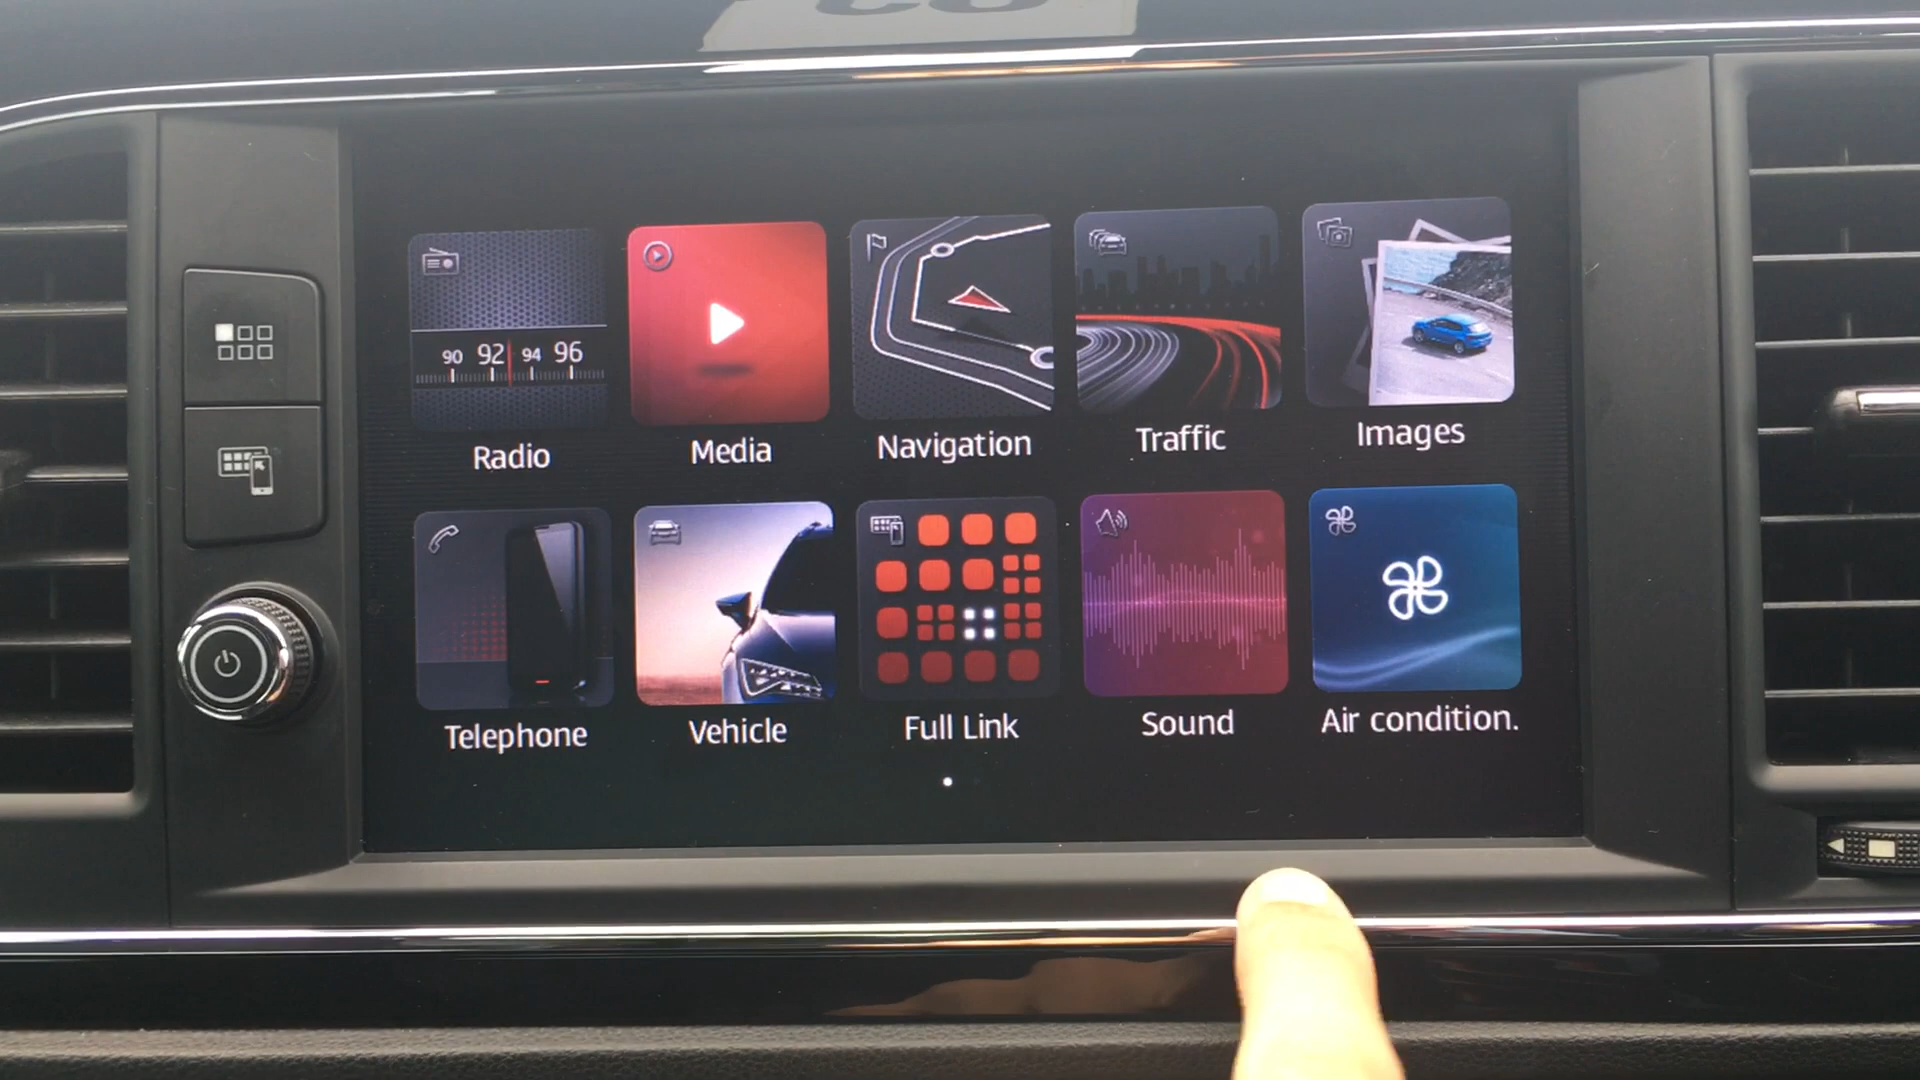 90 92 94 96
Radio
Media
Navigation
Traffic
Images
Telephone
Vehicle
Full Link
Sound
Air condition.